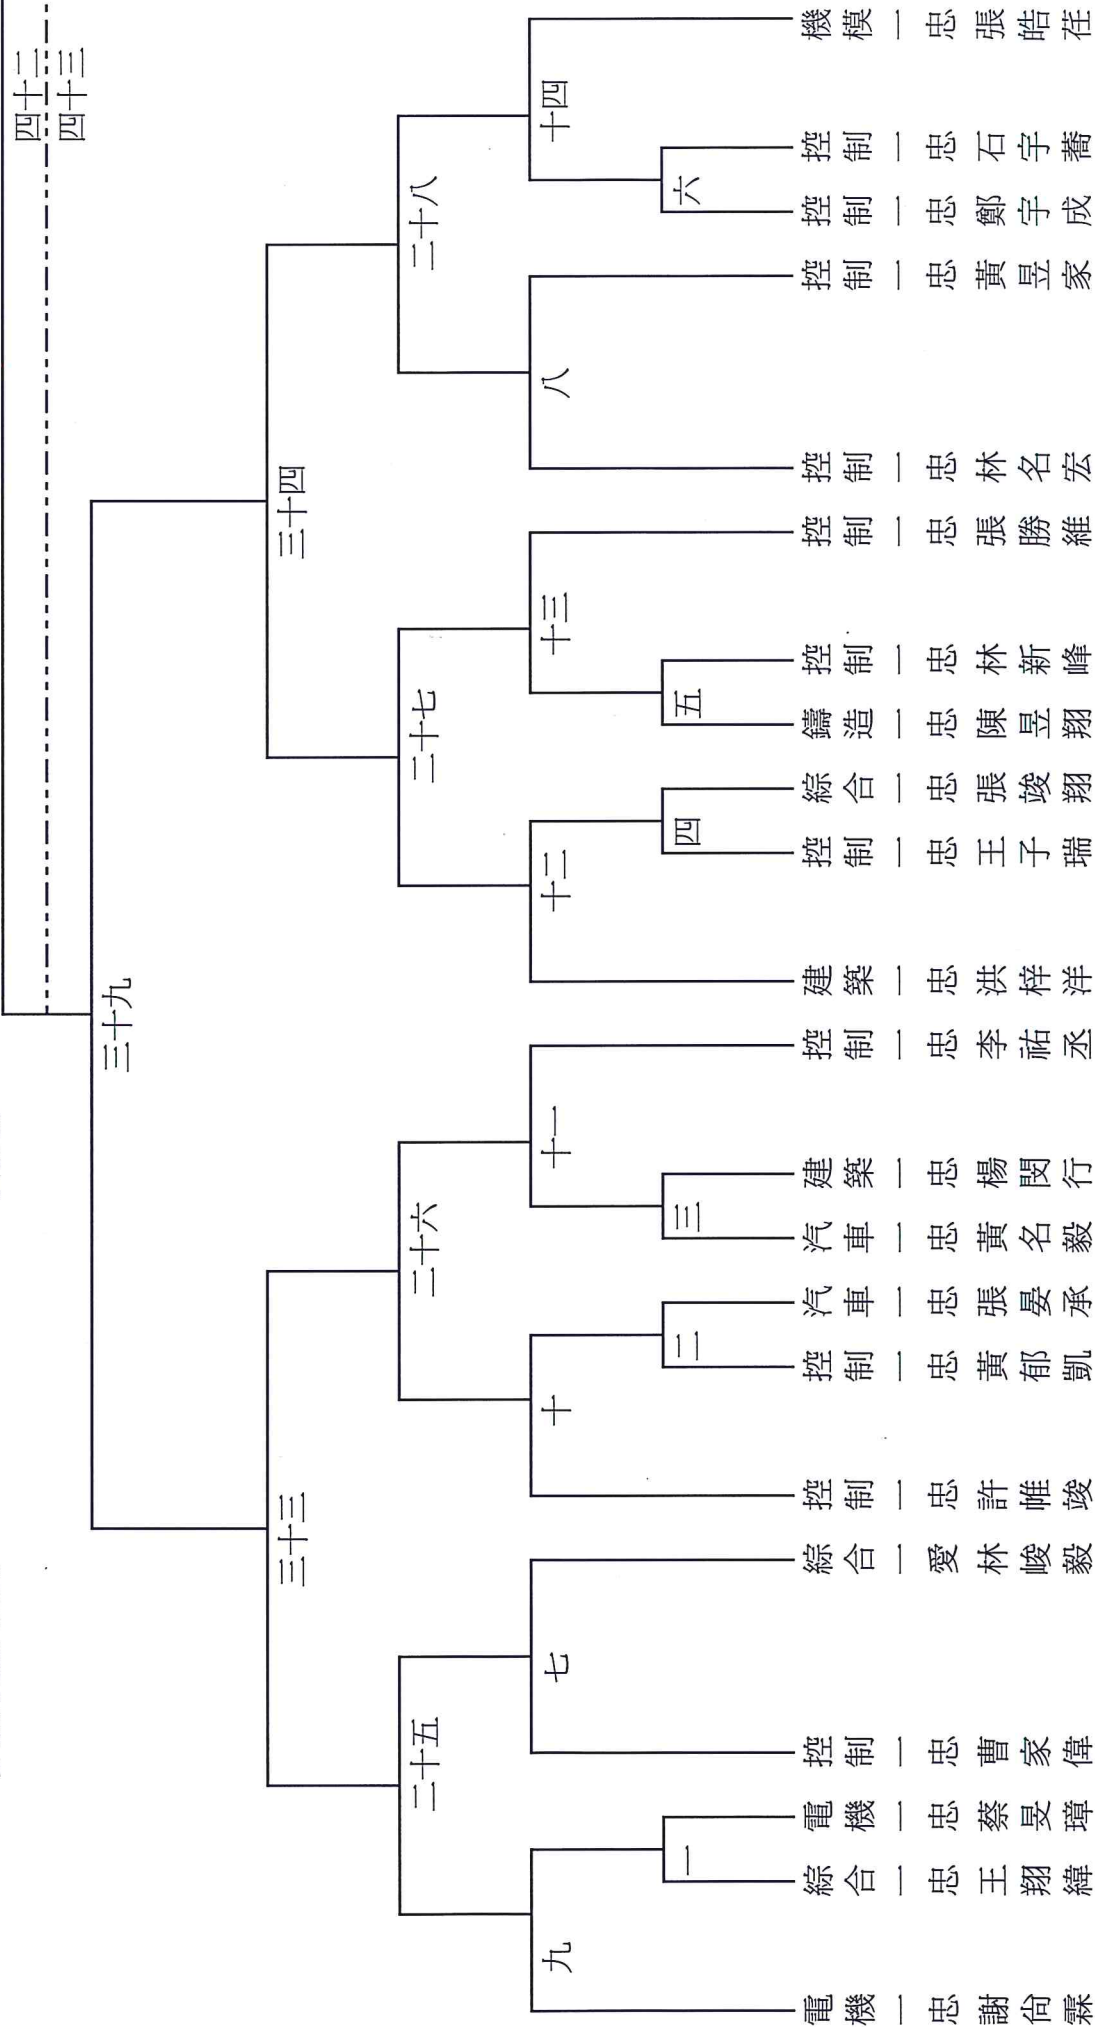 四十二
四十三
三十九
三十三
三十四
二十五
二十六
二十七
二十八
九
七
十
十一
十二
十三
八
十四
一
二
三
四
五
六
電機一忠謝尙霖
綜合一忠王翔緯
電機一忠蔡旻璋
控制一忠曹家偉
綜合一愛林峻毅
控制一忠許帷竣
控制一忠黃郁凱
汽車一忠張晏承
汽車一忠黃名毅
建築一忠楊閔行
控制一忠李祐丞
建築一忠洪梓洋
控制一忠王子瑞
綜合一忠張竣翔
鑄造一忠陳昱翔
控制一忠林新峰
控制一忠張勝維
控制一忠林名宏
控制一忠黃昱家
控制一忠鄭宇成
控制一忠石宇蕎
機模一忠張皓荏